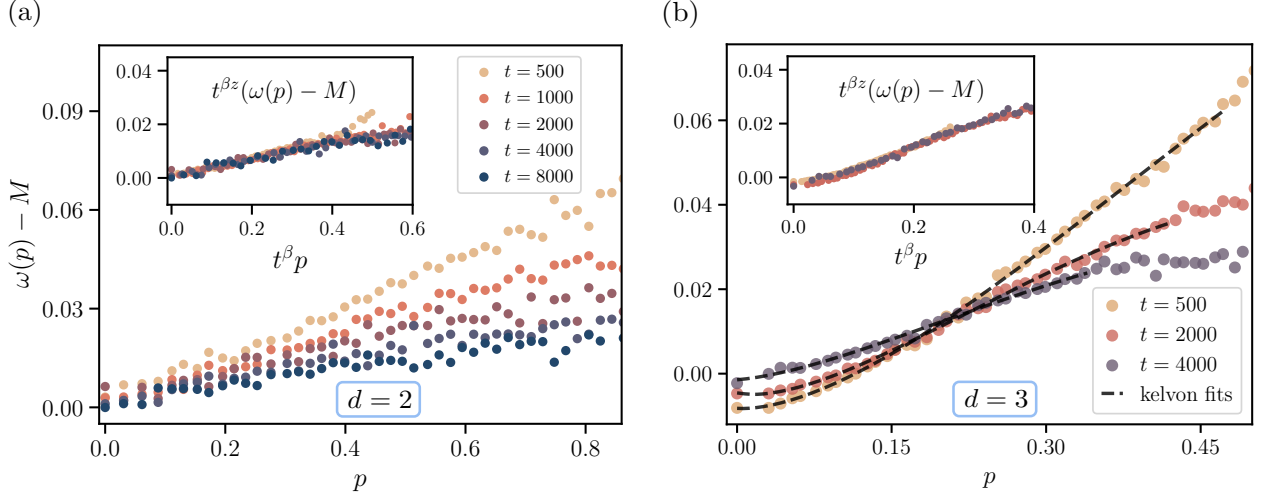 (a)
ω(p) − M
0.09
0.06
0.03
0.00
0.0
0.2
0.4
0.6
0.8
p
0.04
0.02
0.00
0.0
0.2
0.4
0.6
t^β p
t^{βz}(ω(p) − M)
t = 500
t = 1000
t = 2000
t = 4000
t = 8000
d = 2
(b)
0.06
0.04
0.02
0.00
0.00
0.15
0.30
0.45
p
0.04
0.02
0.00
0.0
0.2
0.4
t^β p
t^{βz}(ω(p) − M)
d = 3
t = 500
t = 2000
t = 4000
kelvon fits